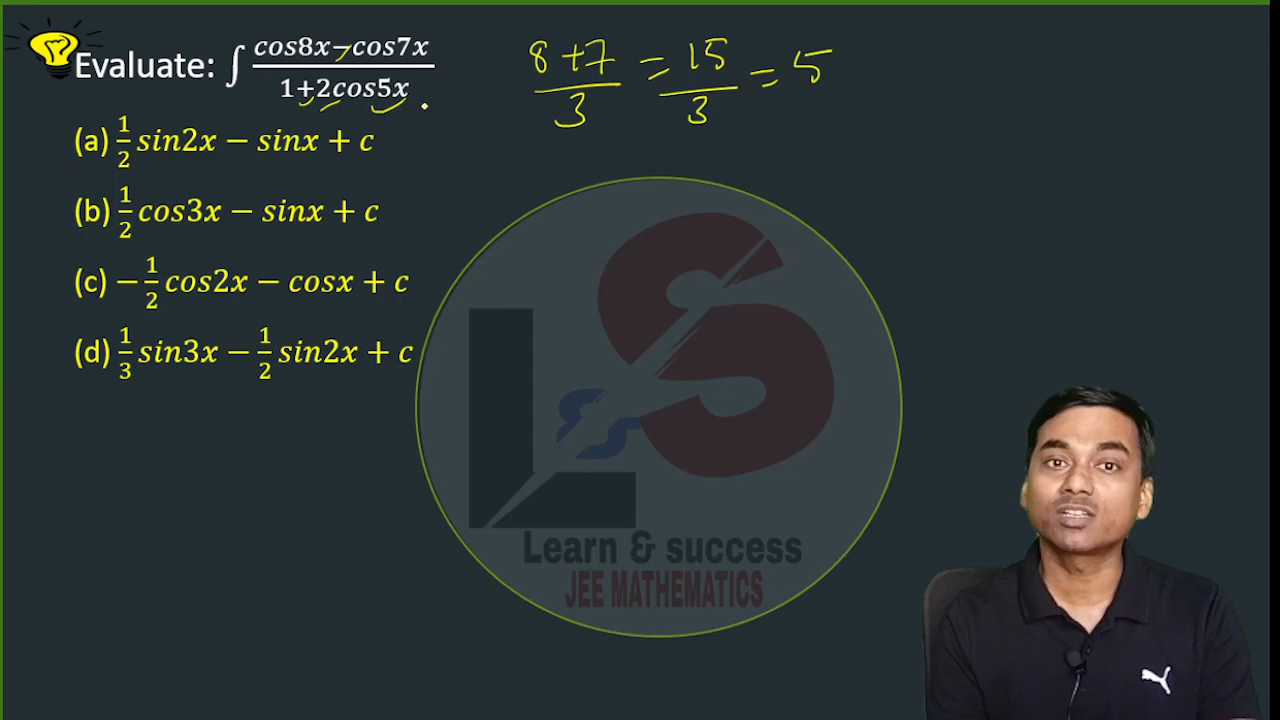 Evaluate: ∫ (cos8x−cos7x)/(1+2cos5x)
(8+7)/3 = 15/3 = 5
(a) 1/2 sin2x − sinx + c
(b) 1/2 cos3x − sinx + c
(c) −1/2 cos2x − cosx + c
(d) 1/3 sin3x − 1/2 sin2x + c
L&S
Learn & success
JEE MATHEMATICS